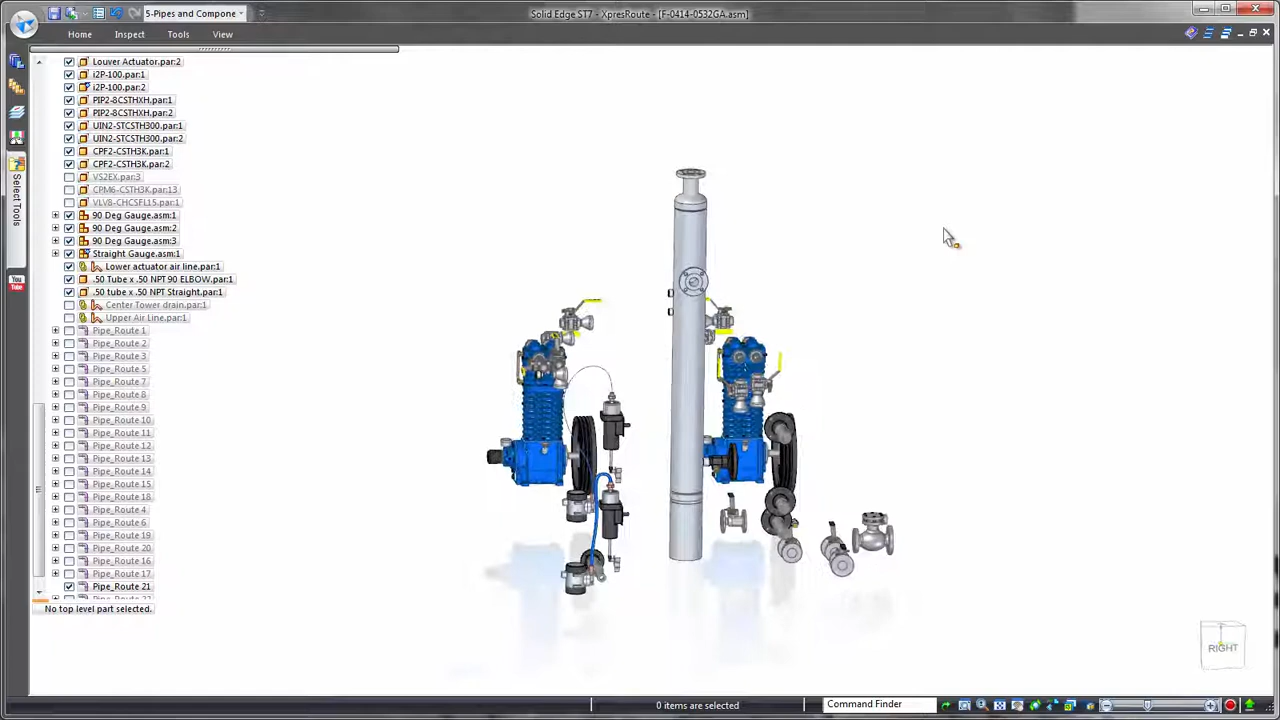 5-Pipes and Compone
Solid Edge ST7 - XpresRoute - [F-0414-0532GA.asm]
Home
Inspect
Tools
View
Louver Actuator.par:2
i2P-100.par:1
i2P-100.par:2
PIP2-8CSTHXH.par:1
PIP2-8CSTHXH.par:2
UIN2-STCSTH300.par:1
UIN2-STCSTH300.par:2
CPF2-CSTH3K.par:1
CPF2-CSTH3K.par:2
VS2EX.par:3
CPM6-CSTH3K.par:13
VLV8-CHCSFL15.par:1
90 Deg Gauge.asm:1
90 Deg Gauge.asm:2
90 Deg Gauge.asm:3
Straight Gauge.asm:1
Lower actuator air line.par:1
.50 Tube x .50 NPT 90 ELBOW.par:1
.50 tube x .50 NPT Straight.par:1
Center Tower drain.par:1
Upper Air Line.par:1
Pipe_Route 1
Pipe_Route 2
Pipe_Route 3
Pipe_Route 5
Pipe_Route 7
Pipe_Route 8
Pipe_Route 9
Pipe_Route 10
Pipe_Route 11
Pipe_Route 12
Pipe_Route 13
Pipe_Route 14
Pipe_Route 15
Pipe_Route 18
Pipe_Route 4
Pipe_Route 6
Pipe_Route 19
Pipe_Route 20
Pipe_Route 16
Pipe_Route 17
Pipe_Route 21
No top level part selected.
Select Tools
You
Tube
RIGHT
0 items are selected
Command Finder